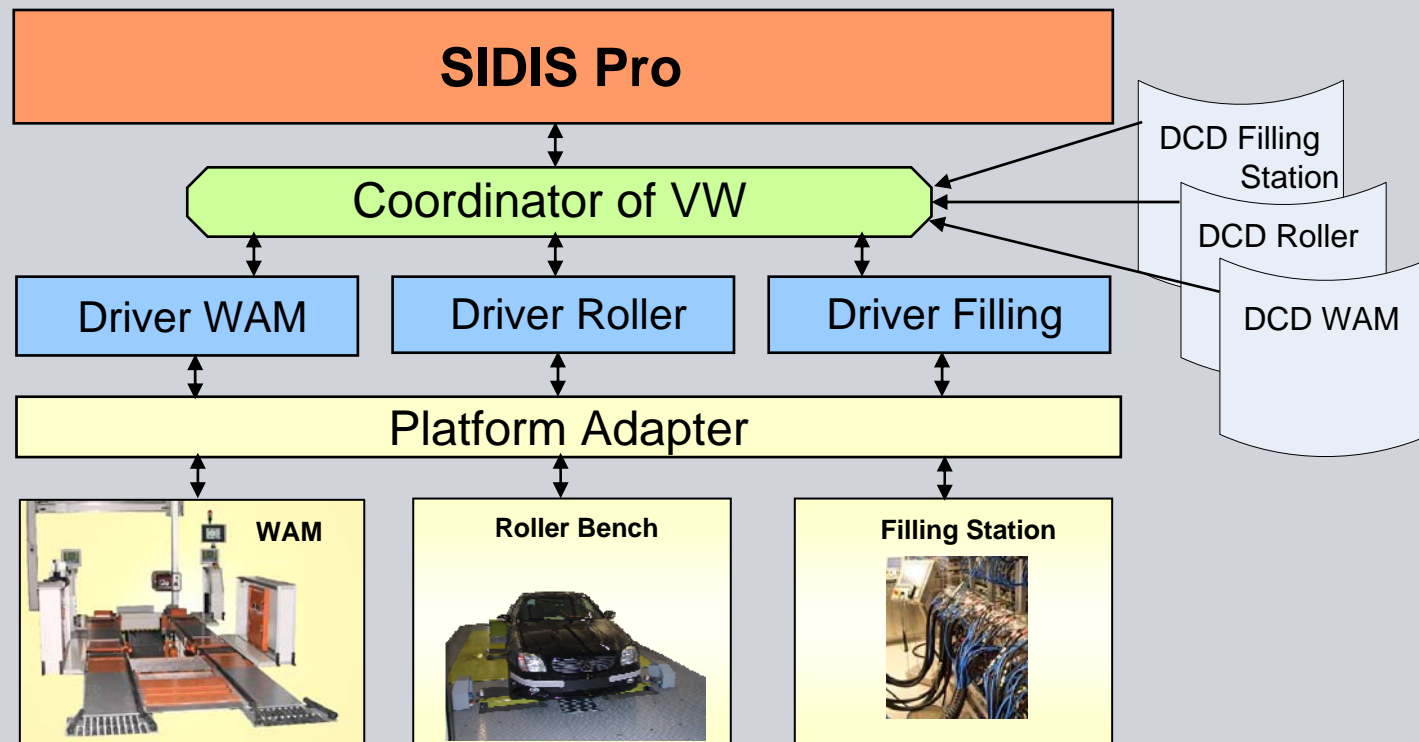 SIDIS Pro
Coordinator of VW
DCD Filling
Station
DCD Roller
DCD WAM
Driver WAM
Driver Roller
Driver Filling
Platform Adapter
WAM
Roller Bench
Filling Station